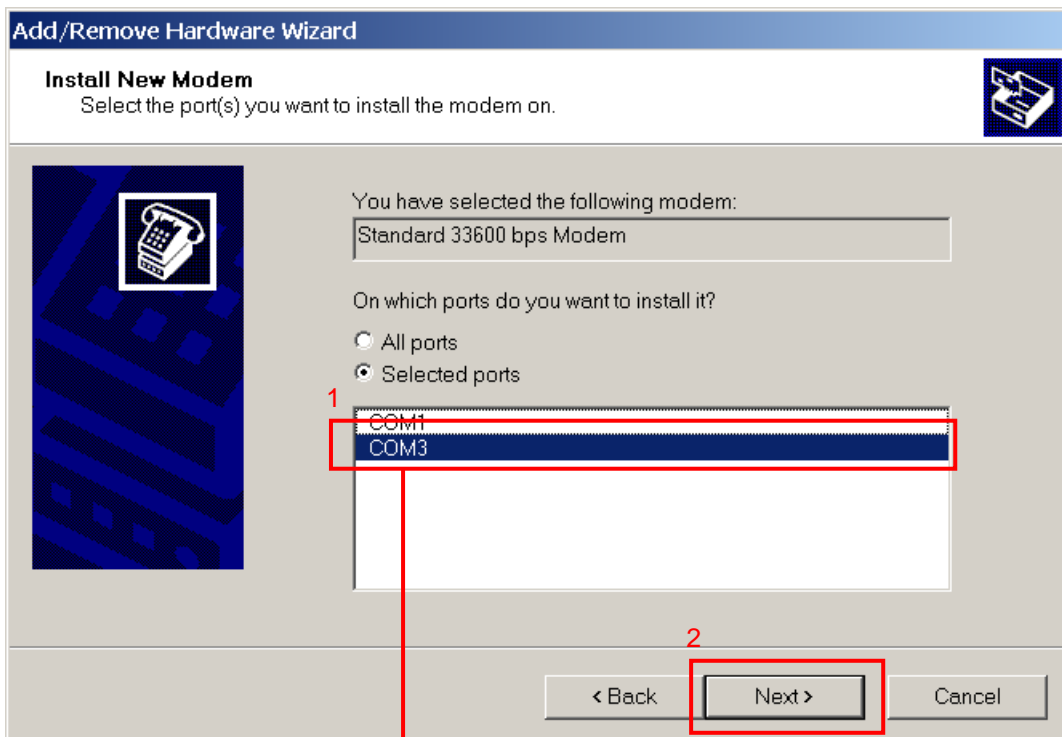 Add/Remove Hardware Wizard
Install New Modem
Select the port(s) you want to install the modem on.
You have selected the following modem:
Standard 33600 bps Modem
On which ports do you want to install it?
All ports
Selected ports
1
COM1
COM3
2
< Back
Next >
Cancel